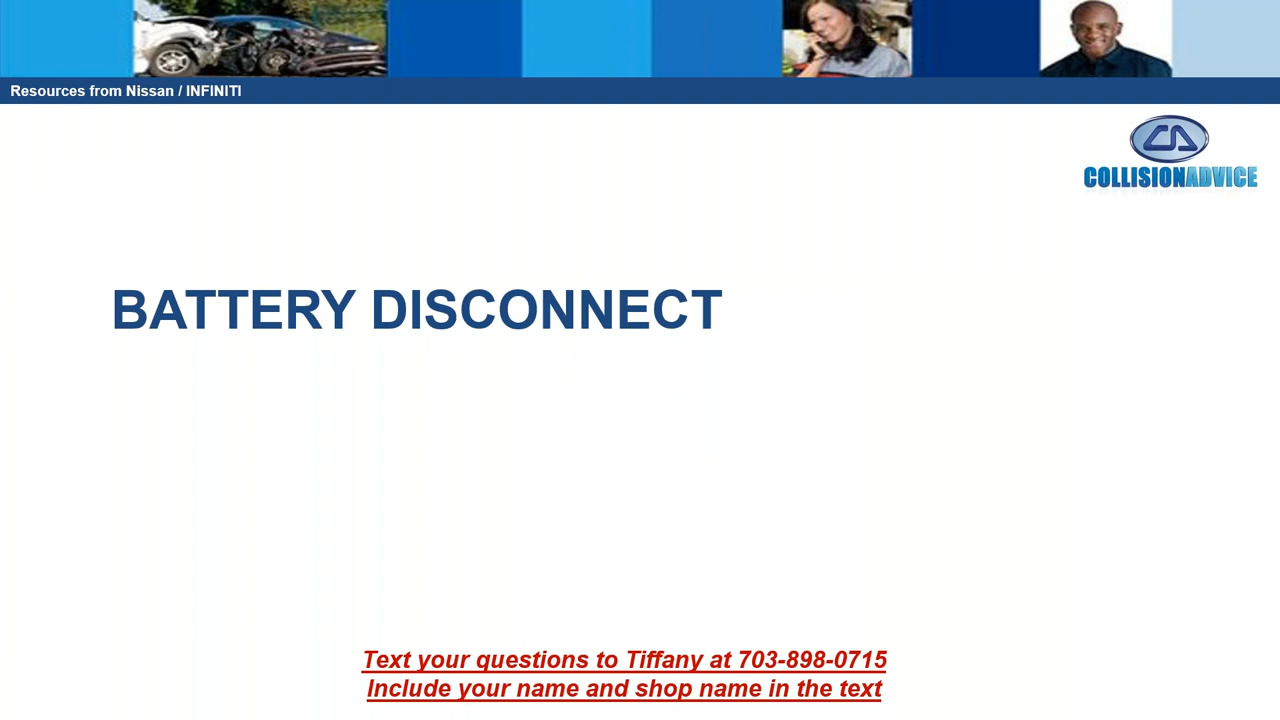 Resources from Nissan / INFINITI
COLLISIONADVICE
BATTERY DISCONNECT
Text your questions to Tiffany at 703-898-0715
Include your name and shop name in the text